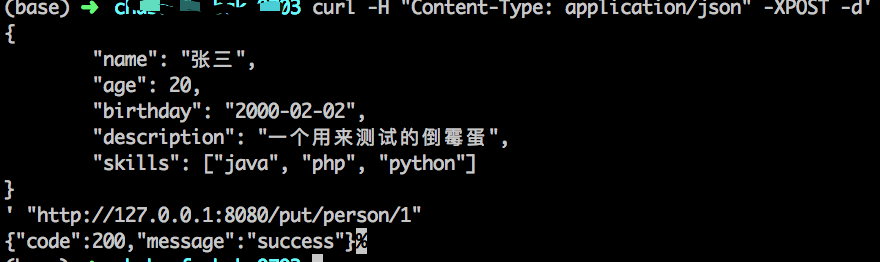 (base) ➜ 03 curl -H "Content-Type: application/json" -XPOST -d'
{
"name": "张三",
"age": 20,
"birthday": "2000-02-02",
"description": "一个用来测试的倒霉蛋",
"skills": ["java", "php", "python"]
}
' "http://127.0.0.1:8080/put/person/1"
{"code":200,"message":"success"}%